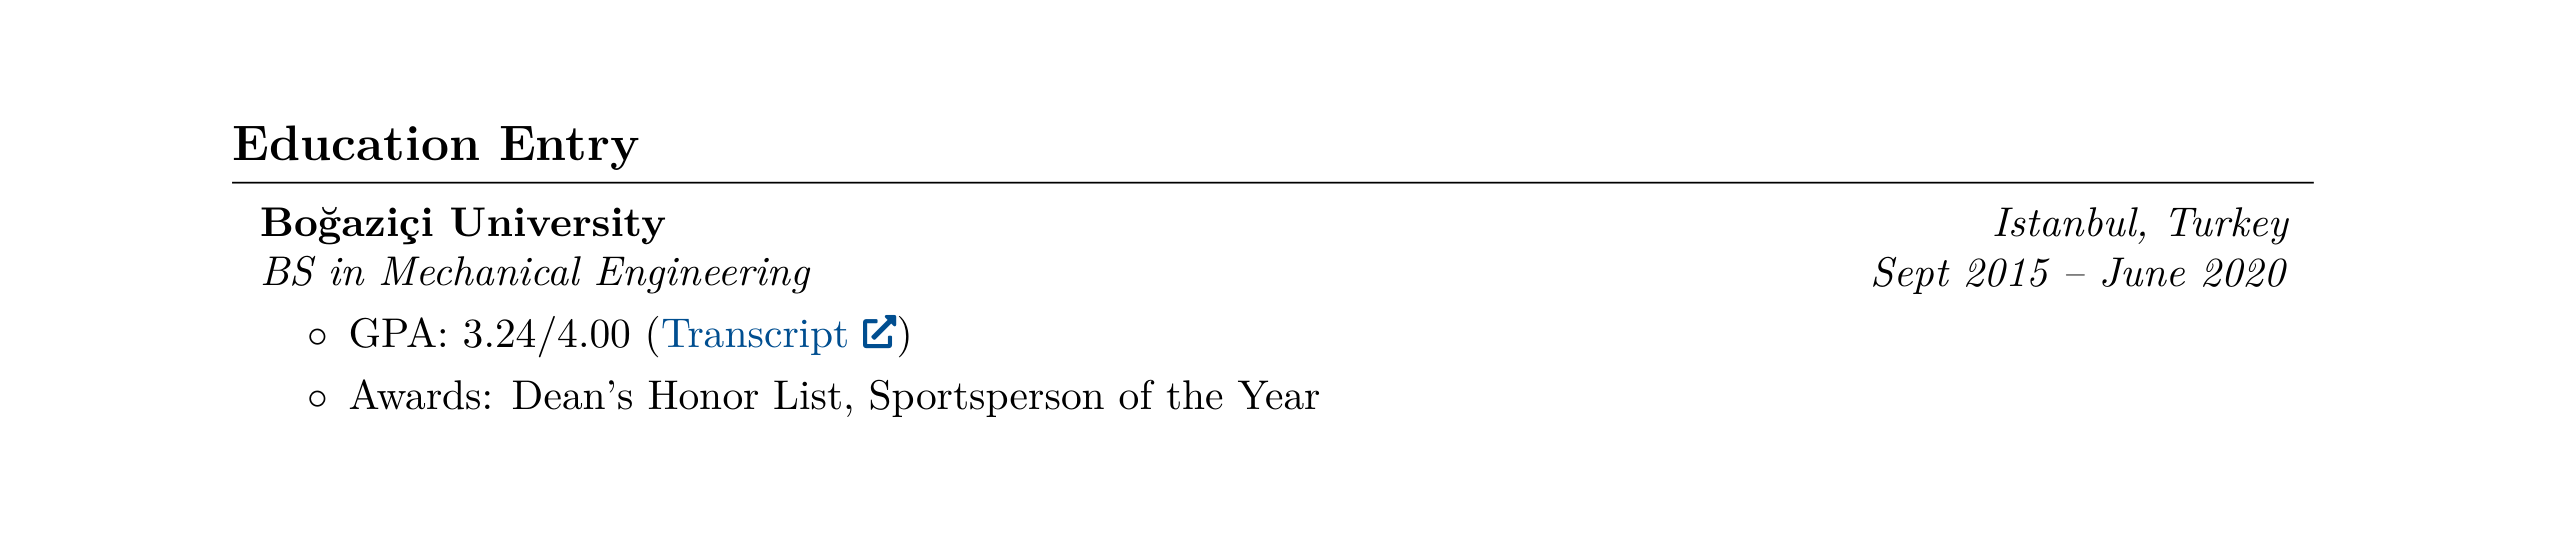 Education Entry
Boğaziçi University Istanbul, Turkey
BS in Mechanical Engineering Sept 2015 – June 2020
◦ GPA: 3.24/4.00 (Transcript)
◦ Awards: Dean’s Honor List, Sportsperson of the Year